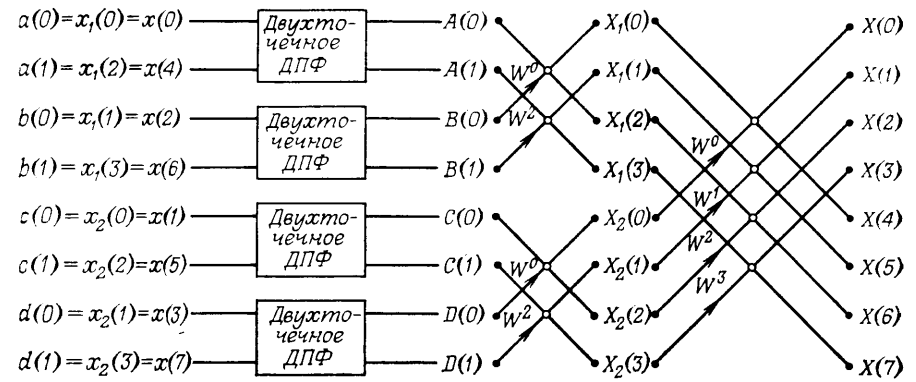 a(0)=x₁(0)=x(0) Двухто- A(0) X₁(0) X(0)
чечное
ДПФ
a(1)=x₁(2)=x(4) A(1) W⁰ X₁(1) X(1)
b(0)=x₁(1)=x(2) Двухто- B(0) W² X₁(2) X(2)
чечное
ДПФ
b(1)=x₁(3)=x(6) B(1) X₁(3) W⁰ X(3)
c(0)=x₂(0)=x(1) Двухто- C(0) X₂(0) W¹ X(4)
чечное
ДПФ
c(1)=x₂(2)=x(5) C(1) W⁰ X₂(1) W² X(5)
d(0)=x₂(1)=x(3) Двухто- D(0) W² X₂(2) W³ X(6)
чечное
ДПФ
d(1)=x₂(3)=x(7) D(1) X₂(3) X(7)